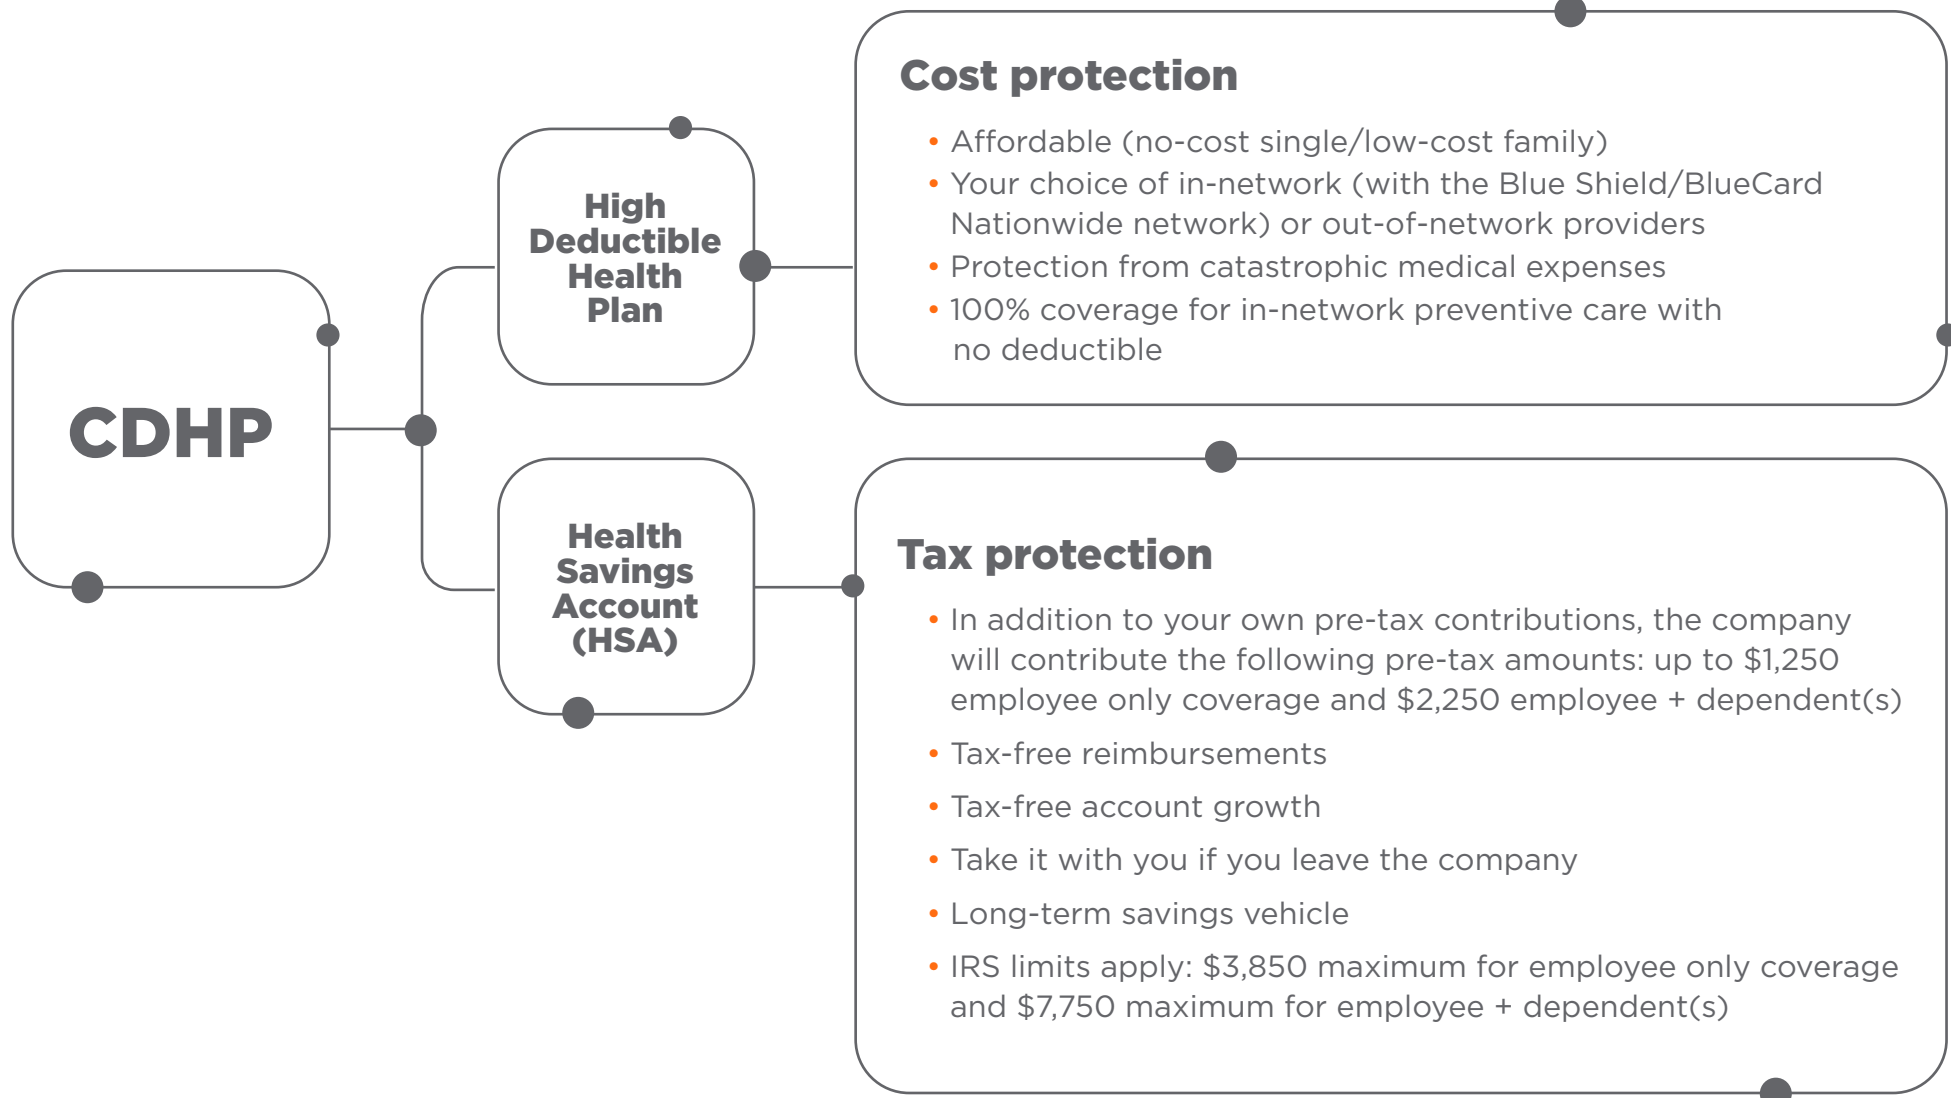 CDHP
High
Deductible
Health
Plan
Cost protection
• Affordable (no-cost single/low-cost family)
• Your choice of in-network (with the Blue Shield/BlueCard
Nationwide network) or out-of-network providers
• Protection from catastrophic medical expenses
• 100% coverage for in-network preventive care with
no deductible
Health
Savings
Account
(HSA)
Tax protection
• In addition to your own pre-tax contributions, the company
will contribute the following pre-tax amounts: up to $1,250
employee only coverage and $2,250 employee + dependent(s)
• Tax-free reimbursements
• Tax-free account growth
• Take it with you if you leave the company
• Long-term savings vehicle
• IRS limits apply: $3,850 maximum for employee only coverage
and $7,750 maximum for employee + dependent(s)